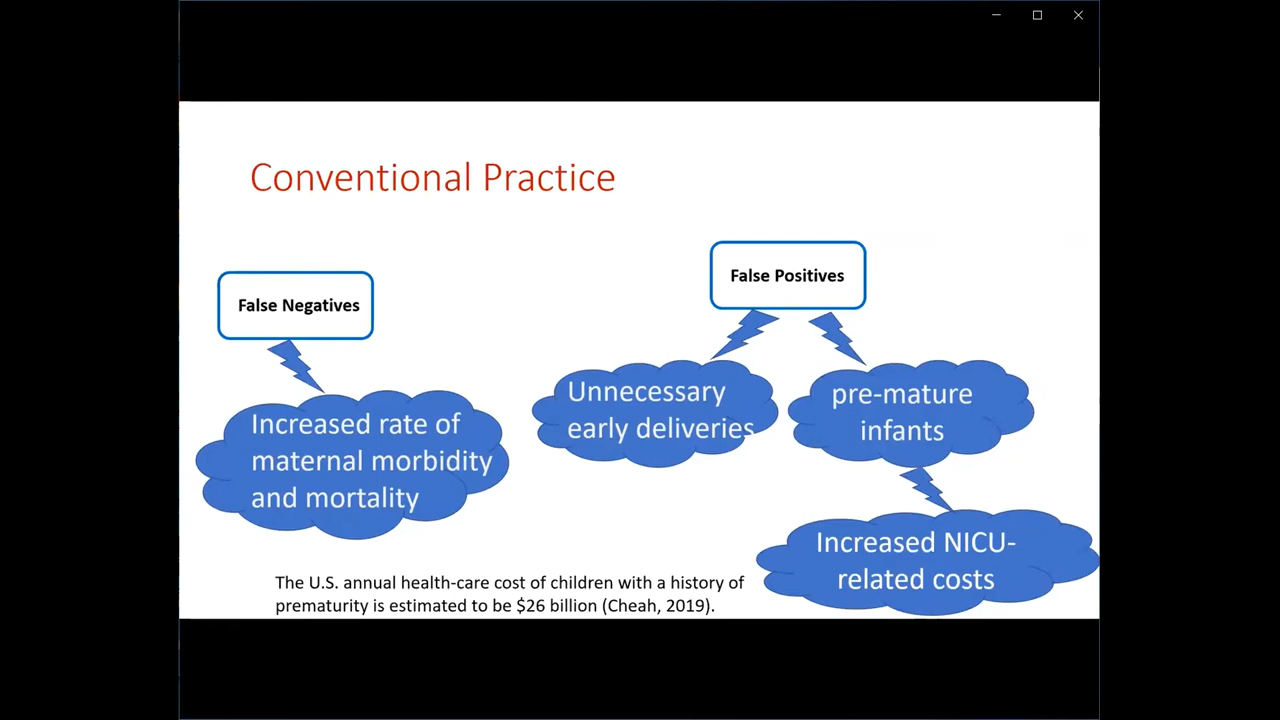 Conventional Practice
False Negatives
Increased rate of
maternal morbidity
and mortality
False Positives
Unnecessary
early deliveries
pre-mature
infants
Increased NICU-
related costs
The U.S. annual health-care cost of children with a history of
prematurity is estimated to be $26 billion (Cheah, 2019).